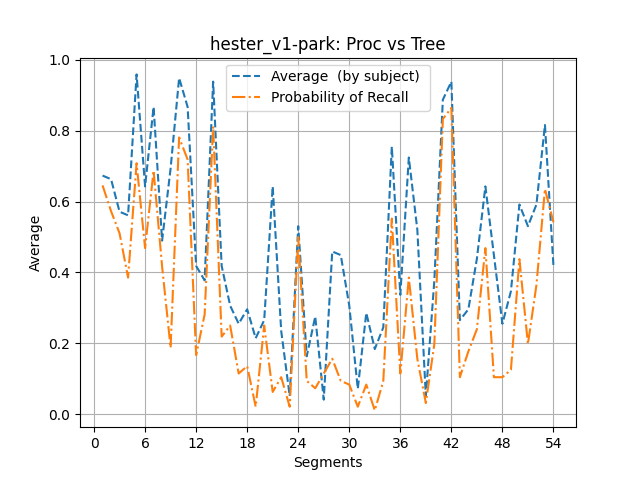 hester_v1-park: Proc vs Tree
Average  (by subject)
Probability of Recall
1.0
0.8
0.6
0.4
0.2
0.0
Average
0 6 12 18 24 30 36 42 48 54
Segments